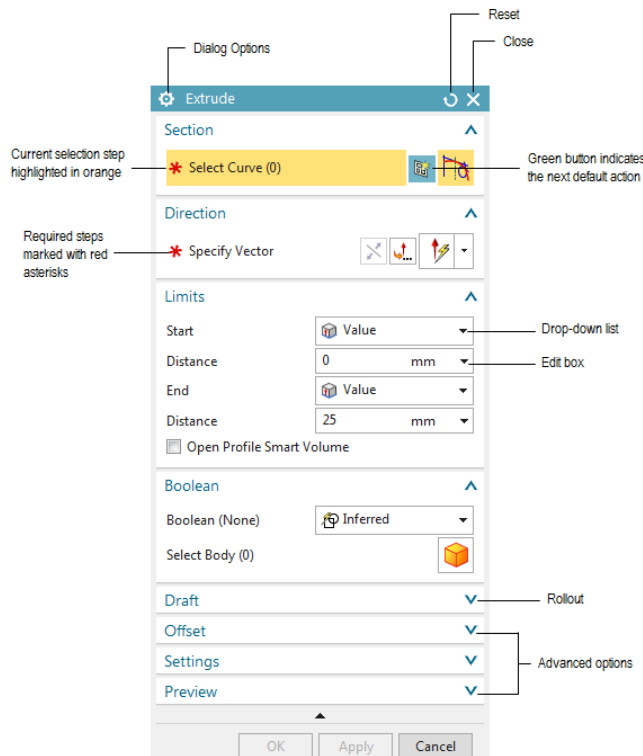 Reset
Dialog Options
Close
Extrude
Section
Current selection step
highlighted in orange
Select Curve (0)
Green button indicates
the next default action
Direction
Required steps
marked with red
asterisks
Specify Vector
Limits
Start
Value
Drop-down list
Distance
0 mm
Edit box
End
Value
Distance
25 mm
Open Profile Smart Volume
Boolean
Boolean (None)
Inferred
Select Body (0)
Draft
Rollout
Offset
Settings
Advanced options
Preview
OK
Apply
Cancel